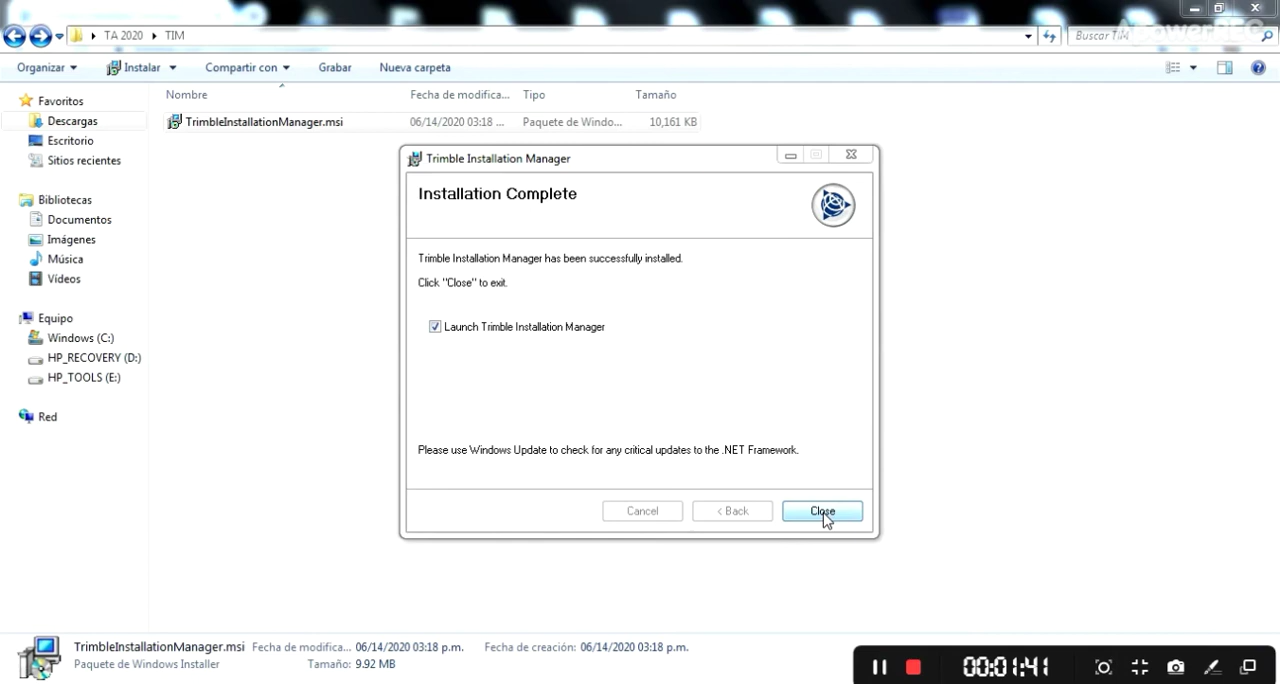 ApowerREC
TA 2020 TIM
Buscar TIM
Organizar Instalar Compartir con Grabar Nueva carpeta
Nombre Fecha de modifica... Tipo Tamaño
TrimbleInstallationManager.msi 06/14/2020 03:18 ... Paquete de Windo... 10,161 KB
Favoritos
Descargas
Escritorio
Sitios recientes
Bibliotecas
Documentos
Imágenes
Música
Vídeos
Equipo
Windows (C:)
HP_RECOVERY (D:)
HP_TOOLS (E:)
Red
Trimble Installation Manager
Installation Complete
Trimble Installation Manager has been successfully installed.
Click "Close" to exit.
Launch Trimble Installation Manager
Please use Windows Update to check for any critical updates to the .NET Framework.
Cancel < Back Close
TrimbleInstallationManager.msi Fecha de modifica... 06/14/2020 03:18 p.m. Fecha de creación: 06/14/2020 03:18 p.m.
Paquete de Windows Installer Tamaño: 9.92 MB
00:01:41